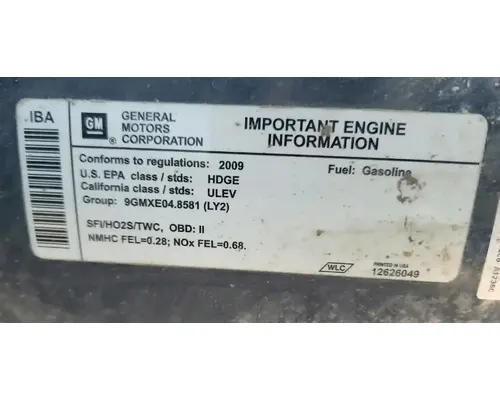 IBA
GM
GENERAL
MOTORS
CORPORATION
IMPORTANT ENGINE
INFORMATION
Conforms to regulations: 2009
Fuel: Gasoline
U.S. EPA class / stds: HDGE
California class / stds: ULEV
Group: 9GMXE04.8581 (LY2)
SFI/HO2S/TWC, OBD: II
NMHC FEL=0.28; NOx FEL=0.68.
WLC
PRINTED IN USA
12626049